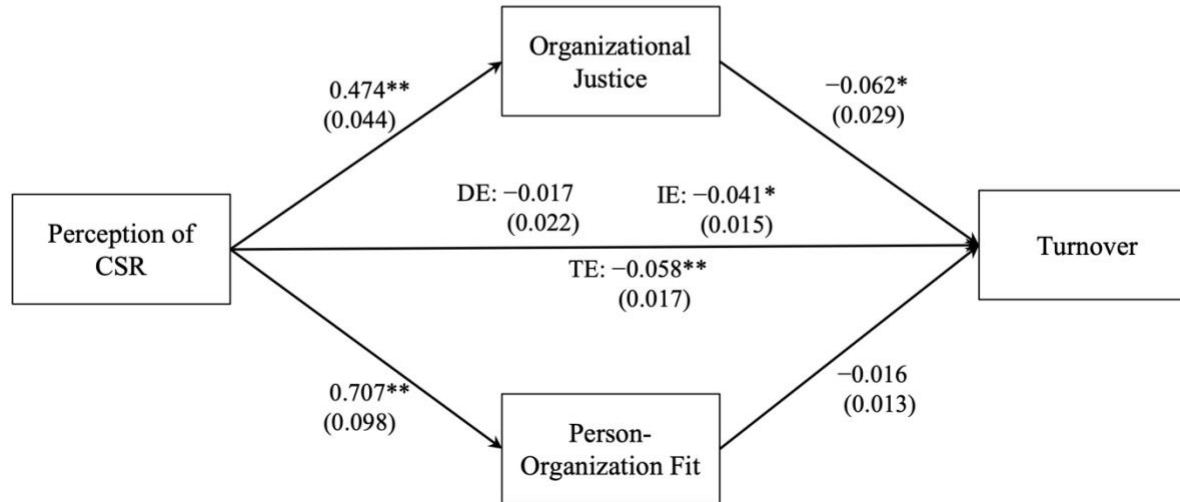 Organizational
Justice
0.474**
(0.044)
−0.062*
(0.029)
DE: −0.017
(0.022)
IE: −0.041*
(0.015)
Perception of
CSR
Turnover
TE: −0.058**
(0.017)
0.707**
(0.098)
−0.016
(0.013)
Person-
Organization Fit